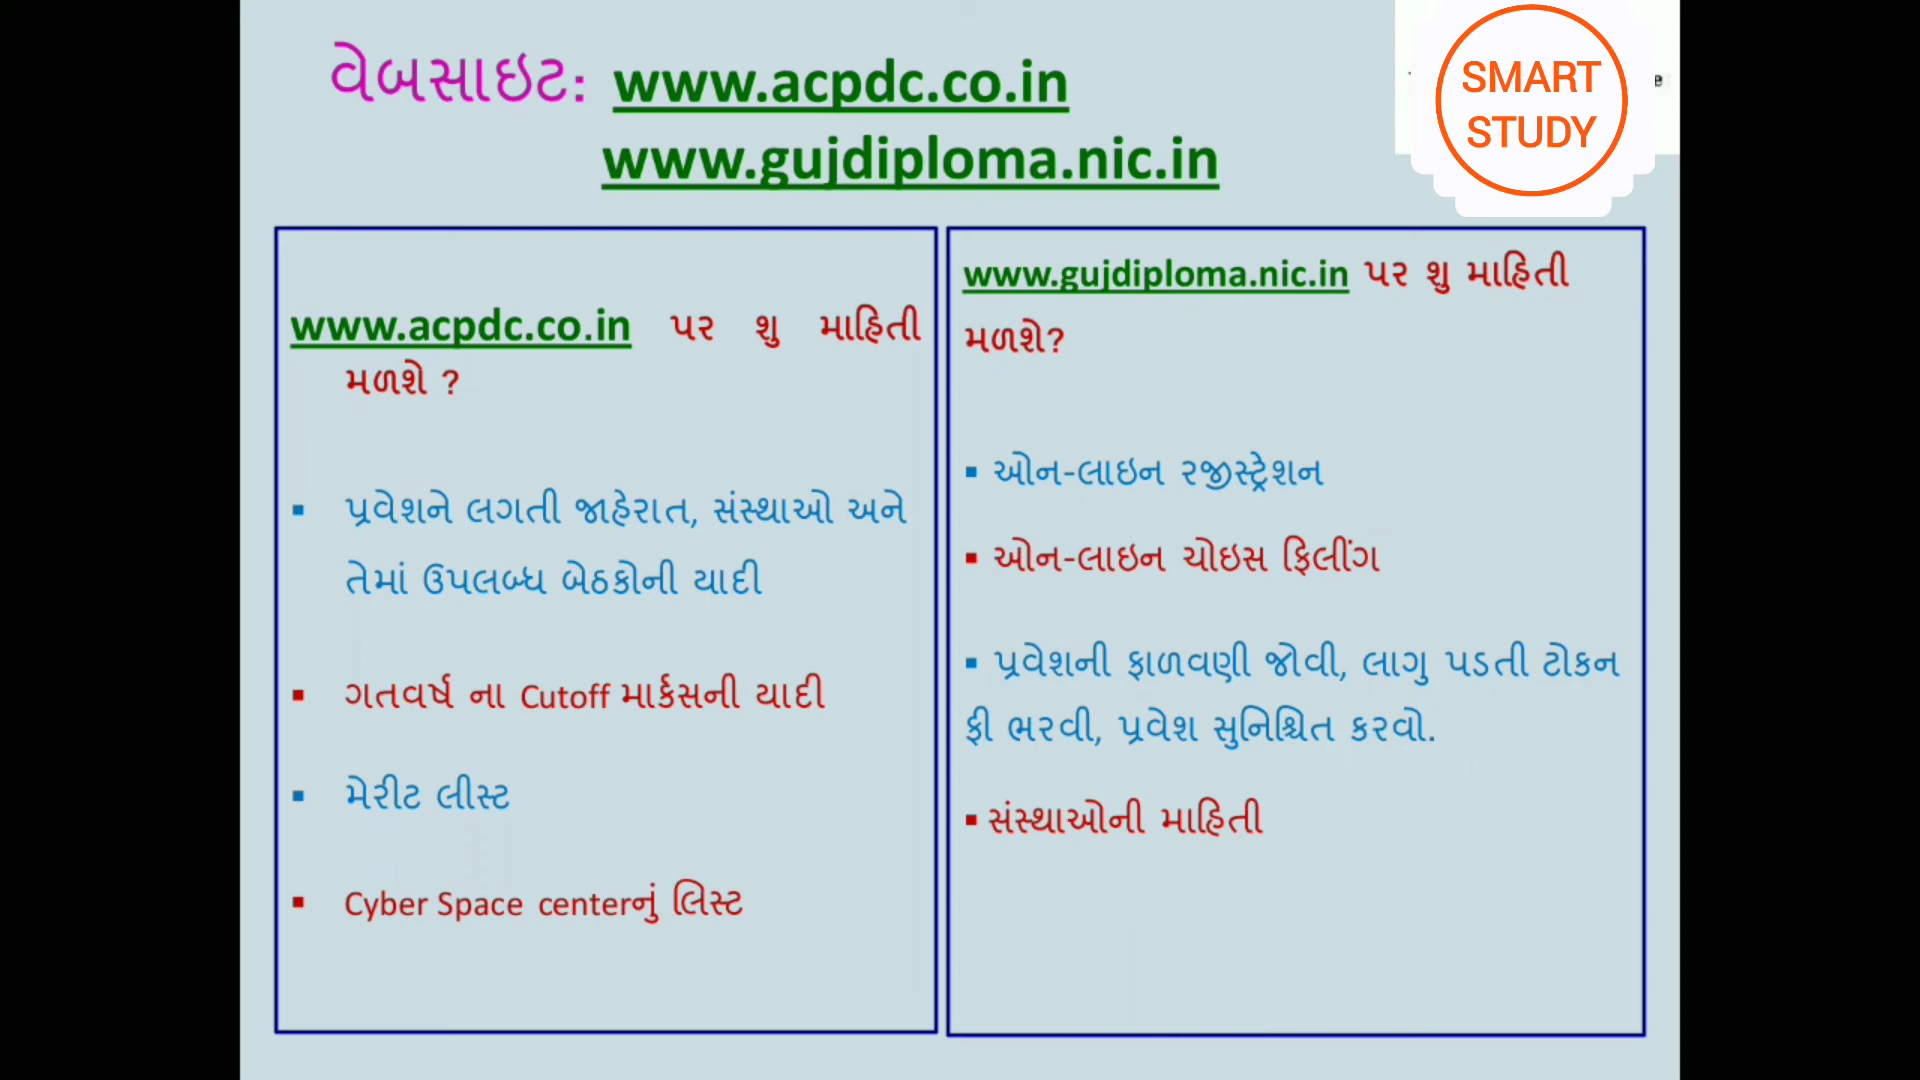 વેબસાઇટ: www.acpdc.co.in
www.gujdiploma.nic.in
SMART
STUDY
www.acpdc.co.in પર શુ માહિતી
મળશે ?
▪ પ્રવેશને લગતી જાહેરાત, સંસ્થાઓ અને
તેમાં ઉપલબ્ધ બેઠકોની યાદી
▪ ગતવર્ષ ના Cutoff માર્કસની યાદી
▪ મેરીટ લીસ્ટ
▪ Cyber Space centerનું લિસ્ટ
www.gujdiploma.nic.in પર શુ માહિતી
મળશે?
▪ ઓન-લાઇન રજીસ્ટ્રેશન
▪ ઓન-લાઇન ચોઇસ ફિલીંગ
▪ પ્રવેશની ફાળવણી જોવી, લાગુ પડતી ટોકન
ફી ભરવી, પ્રવેશ સુનિશ્ચિત કરવો.
▪ સંસ્થાઓની માહિતી